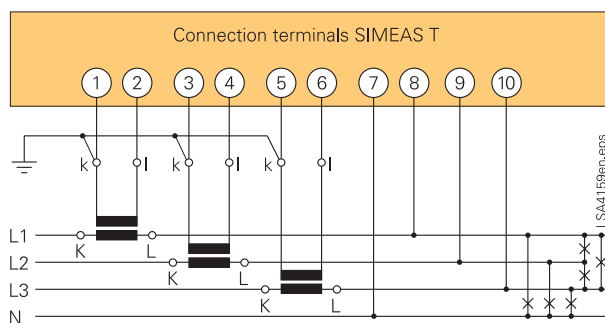 Connection terminals SIMEAS T
1 2 3 4 5 6 7 8 9 10
k l k l k l
L1 K L
L2 K L
L3 K L
N
LSA4159en.eps